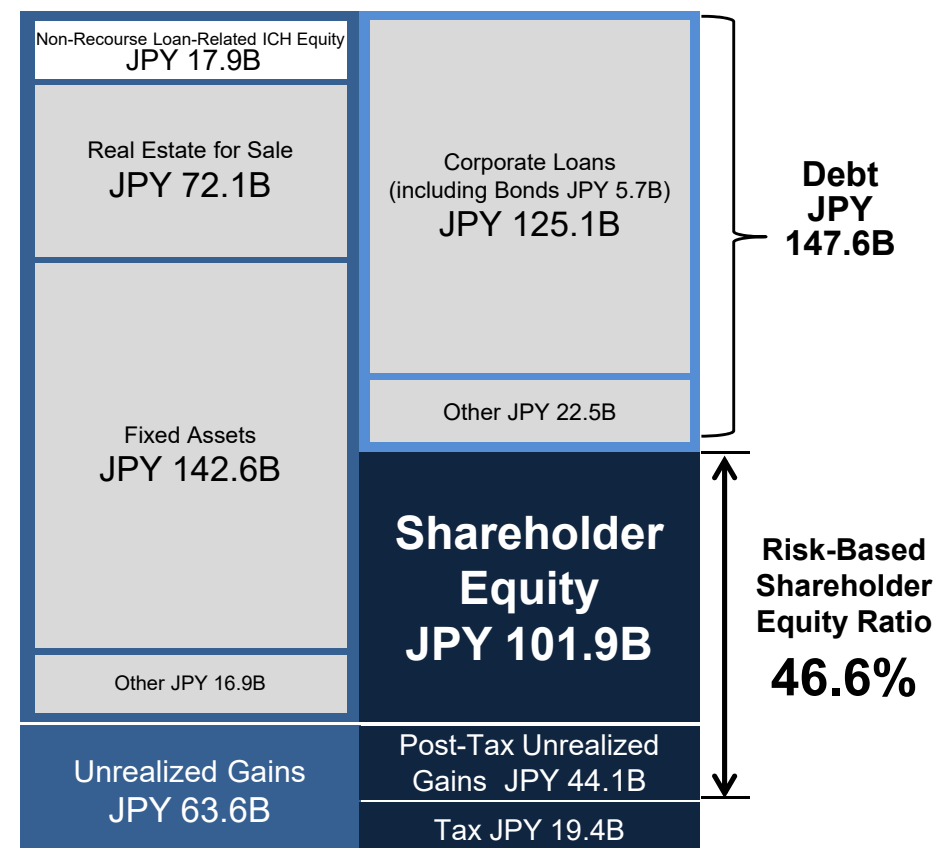 Non-Recourse Loan-Related ICH Equity
JPY 17.9B
Real Estate for Sale
JPY 72.1B
Fixed Assets
JPY 142.6B
Other JPY 16.9B
Unrealized Gains
JPY 63.6B
Corporate Loans
(including Bonds JPY 5.7B)
JPY 125.1B
Other JPY 22.5B
Shareholder
Equity
JPY 101.9B
Post-Tax Unrealized
Gains JPY 44.1B
Tax JPY 19.4B
Debt
JPY
147.6B
Risk-Based
Shareholder
Equity Ratio
46.6%